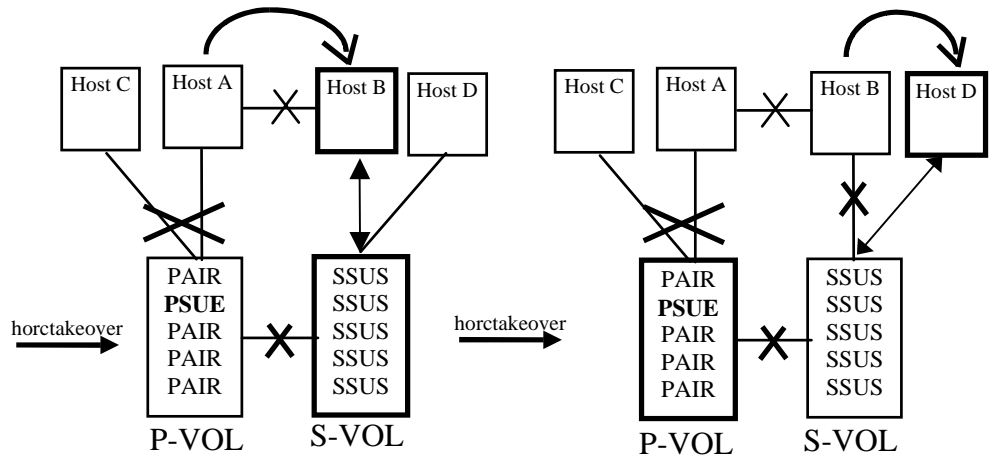 Host C
Host A
Host B
Host D
PAIR
PSUE
PAIR
PAIR
PAIR
SSUS
SSUS
SSUS
SSUS
SSUS
horctakeover
P-VOL
S-VOL
Host C
Host A
Host B
Host D
PAIR
PSUE
PAIR
PAIR
PAIR
SSUS
SSUS
SSUS
SSUS
SSUS
horctakeover
P-VOL
S-VOL